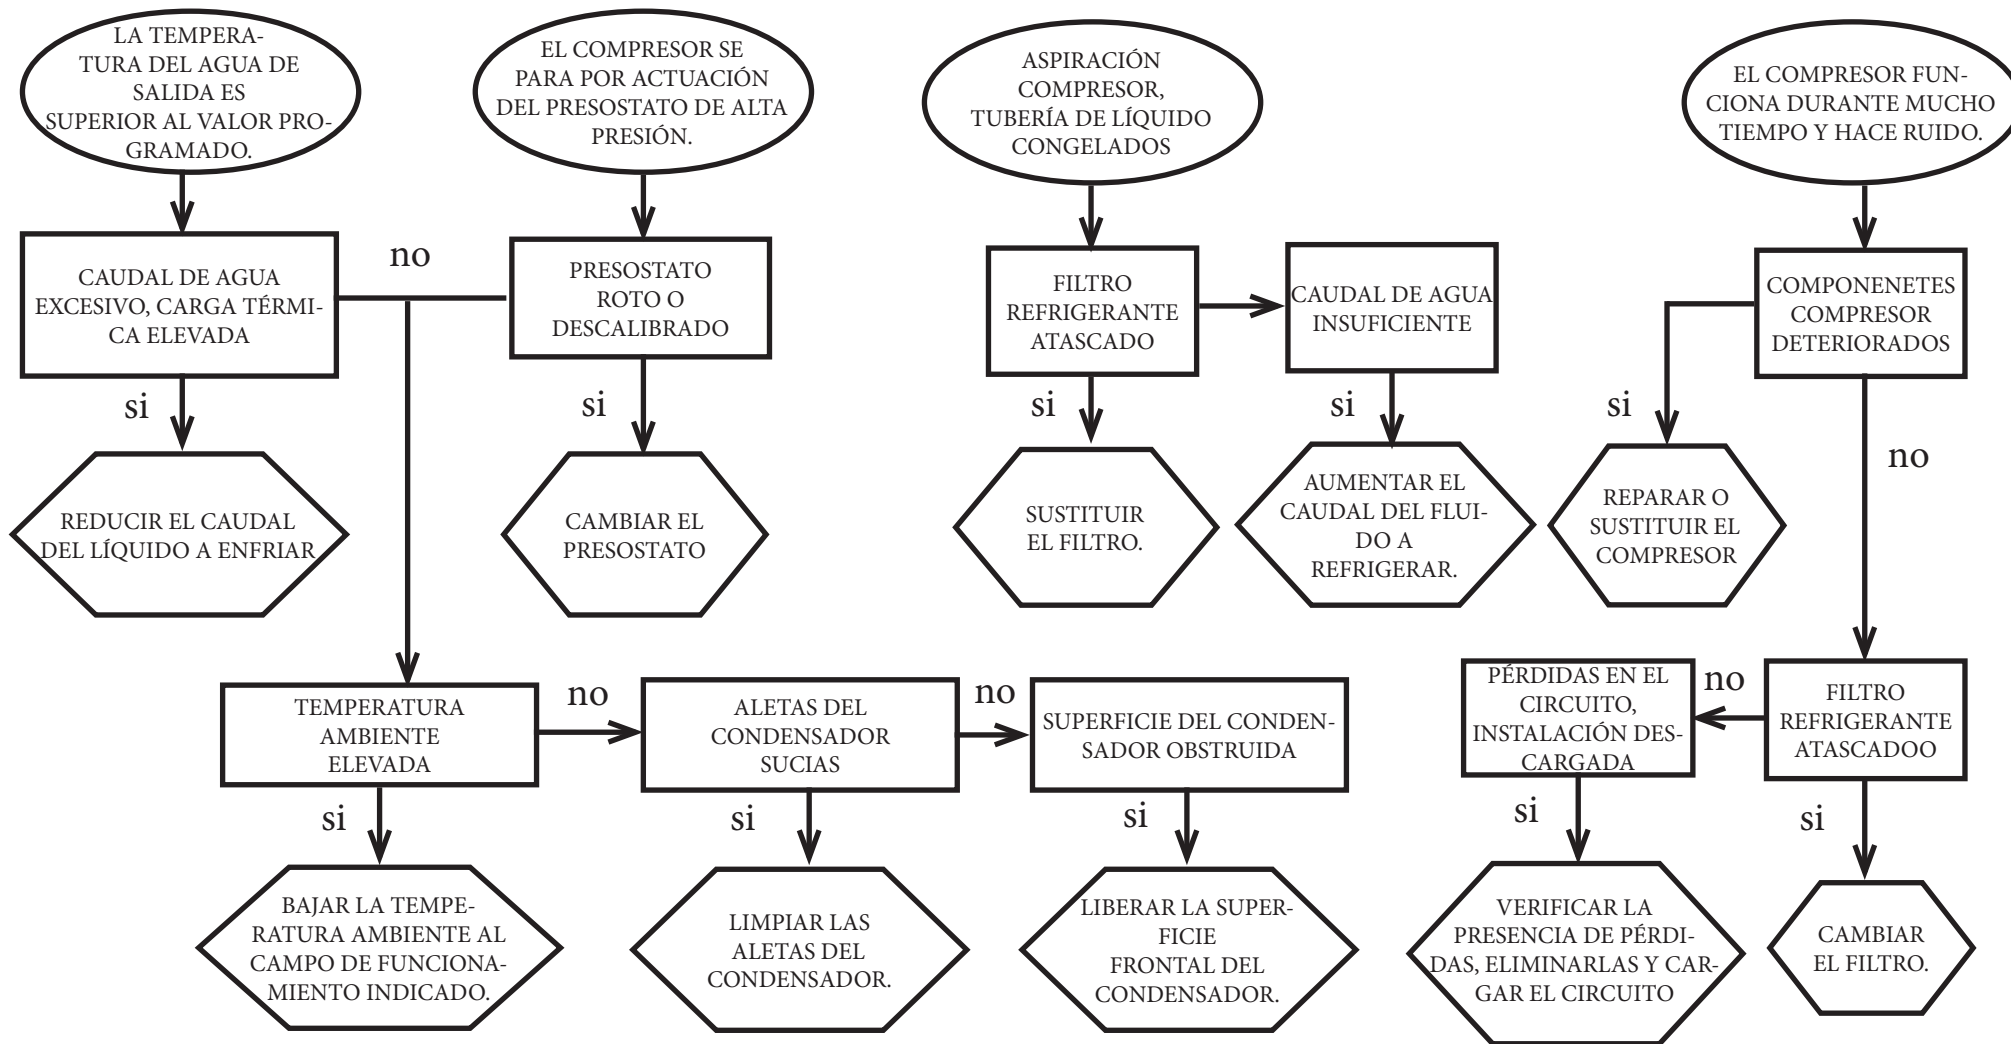 LA TEMPERA-
TURA DEL AGUA DE
SALIDA ES
SUPERIOR AL VALOR PRO-
GRAMADO.
EL COMPRESOR SE
PARA POR ACTUACIÓN
DEL PRESOSTATO DE ALTA
PRESIÓN.
ASPIRACIÓN
COMPRESOR,
TUBERÍA DE LÍQUIDO
CONGELADOS
EL COMPRESOR FUN-
CIONA DURANTE MUCHO
TIEMPO Y HACE RUIDO.
CAUDAL DE AGUA
EXCESIVO, CARGA TÉRMI-
CA ELEVADA
no
PRESOSTATO
ROTO O
DESCALIBRADO
FILTRO
REFRIGERANTE
ATASCADO
CAUDAL DE AGUA
INSUFICIENTE
COMPONENETES
COMPRESOR
DETERIORADOS
si
si
si
si
si
no
REDUCIR EL CAUDAL
DEL LÍQUIDO A ENFRIAR
CAMBIAR EL
PRESOSTATO
SUSTITUIR
EL FILTRO.
AUMENTAR EL
CAUDAL DEL FLUI-
DO A
REFRIGERAR.
REPARAR O
SUSTITUIR EL
COMPRESOR
TEMPERATURA
AMBIENTE
ELEVADA
no
ALETAS DEL
CONDENSADOR
SUCIAS
no
SUPERFICIE DEL CONDEN-
SADOR OBSTRUIDA
PÉRDIDAS EN EL
CIRCUITO,
INSTALACIÓN DES-
CARGADA
no
FILTRO
REFRIGERANTE
ATASCADOO
si
si
si
si
si
BAJAR LA TEMPE-
RATURA AMBIENTE AL
CAMPO DE FUNCIONA-
MIENTO INDICADO.
LIMPIAR LAS
ALETAS DEL
CONDENSADOR.
LIBERAR LA SUPER-
FICIE
FRONTAL DEL
CONDENSADOR.
VERIFICAR LA
PRESENCIA DE PÉRDI-
DAS, ELIMINARLAS Y CAR-
GAR EL CIRCUITO
CAMBIAR
EL FILTRO.